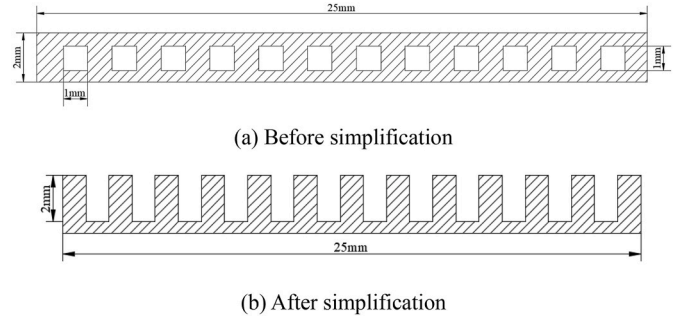 25mm
2mm
1mm
1mm
(a) Before simplification
2mm
25mm
(b) After simplification